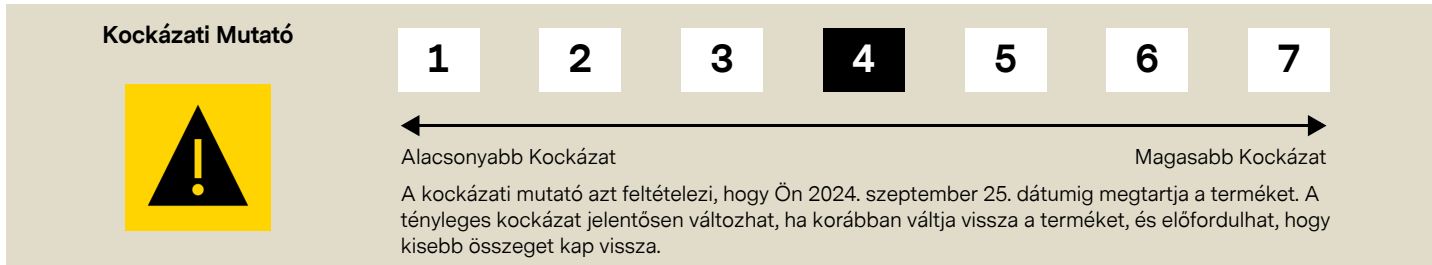 Kockázati Mutató
1 2 3 4 5 6 7
Alacsonyabb Kockázat Magasabb Kockázat
A kockázati mutató azt feltételezi, hogy Ön 2024. szeptember 25. dátumig megtartja a terméket. A
tényleges kockázat jelentősen változhat, ha korábban váltja vissza a terméket, és előfordulhat, hogy
kisebb összeget kap vissza.